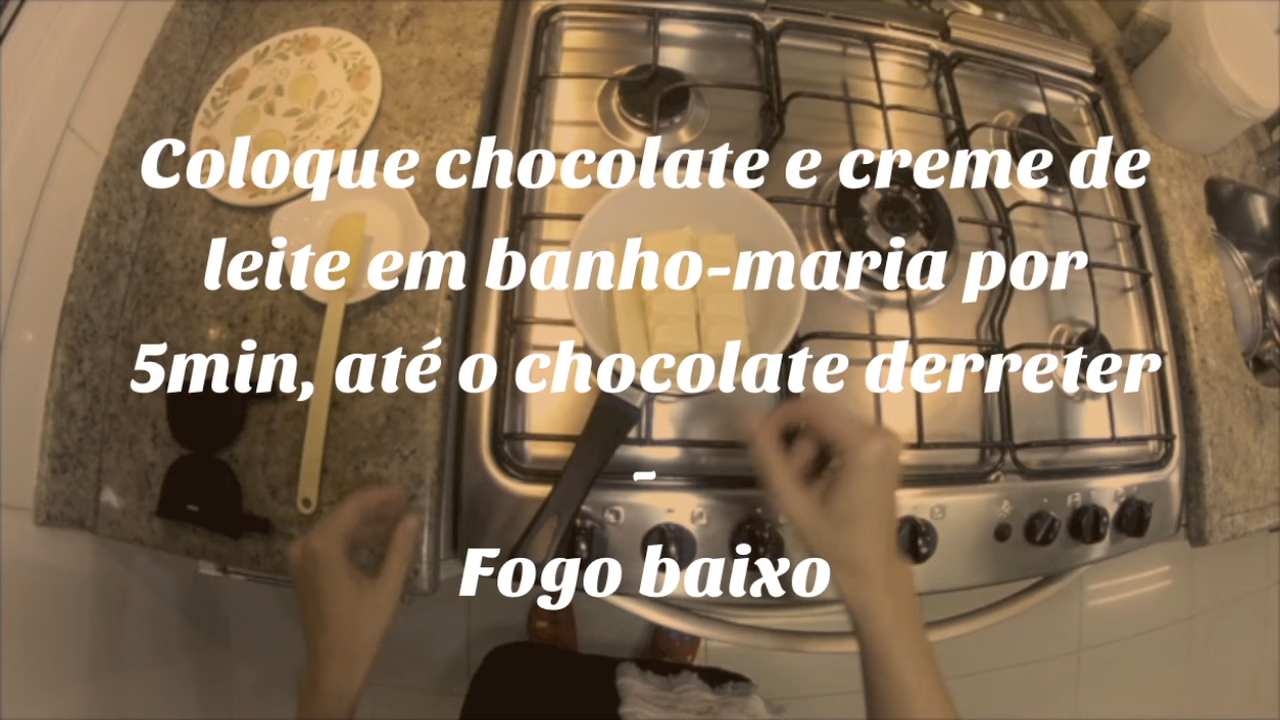 Coloque chocolate e creme de
leite em banho-maria por
5min, até o chocolate derreter
-
Fogo baixo